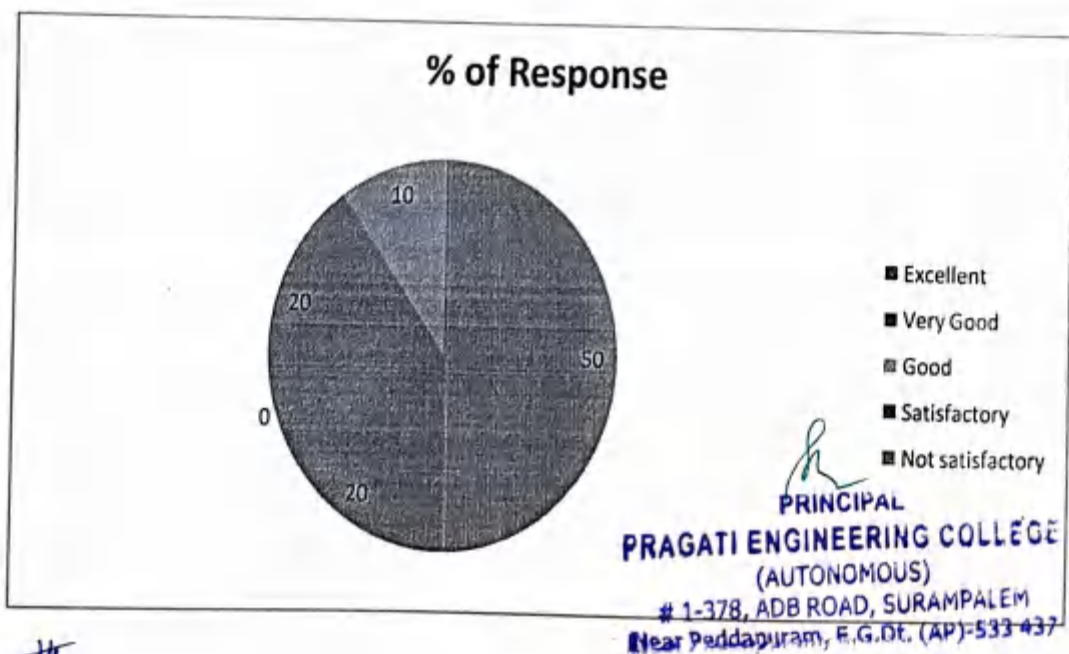 % of Response
10
20
50
0
20
Excellent
Very Good
Good
Satisfactory
Not satisfactory
PRINCIPAL
PRAGATI ENGINEERING COLLEGE
(AUTONOMOUS)
# 1-378, ADB ROAD, SURAMPALEM
Near Peddapuram, E.G.Dt. (AP)-533 437